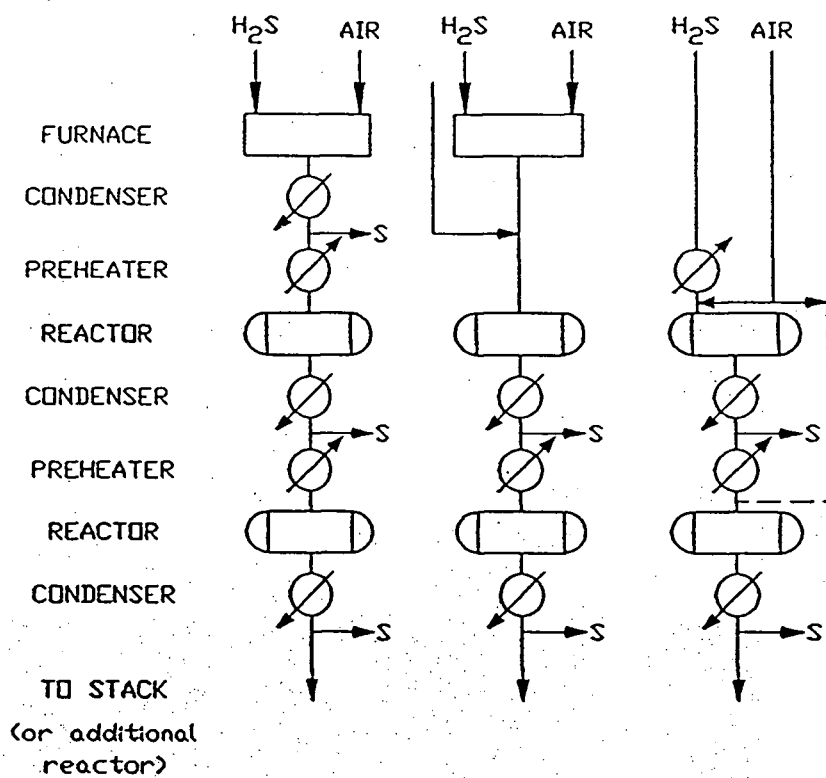 H2S AIR H2S AIR H2S AIR
FURNACE
CONDENSER
S
PREHEATER
REACTOR
CONDENSER
S S S
PREHEATER
REACTOR
CONDENSER
S S S
TO STACK
(or additional
reactor)